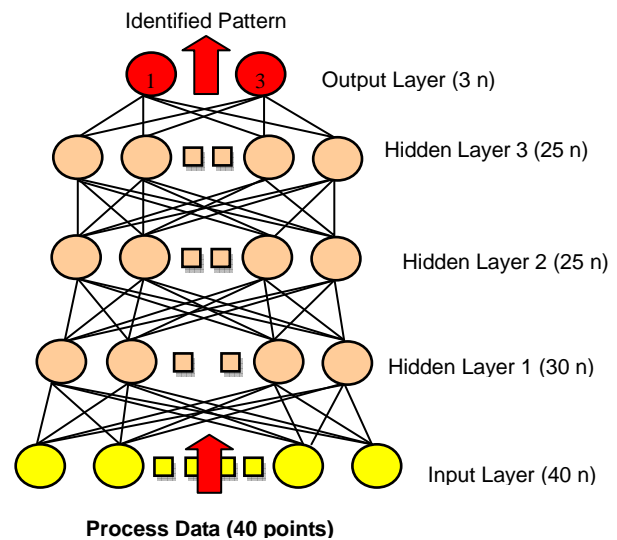 Identified Pattern
1 3 Output Layer (3 n)
Hidden Layer 3 (25 n)
Hidden Layer 2 (25 n)
Hidden Layer 1 (30 n)
Input Layer (40 n)
Process Data (40 points)